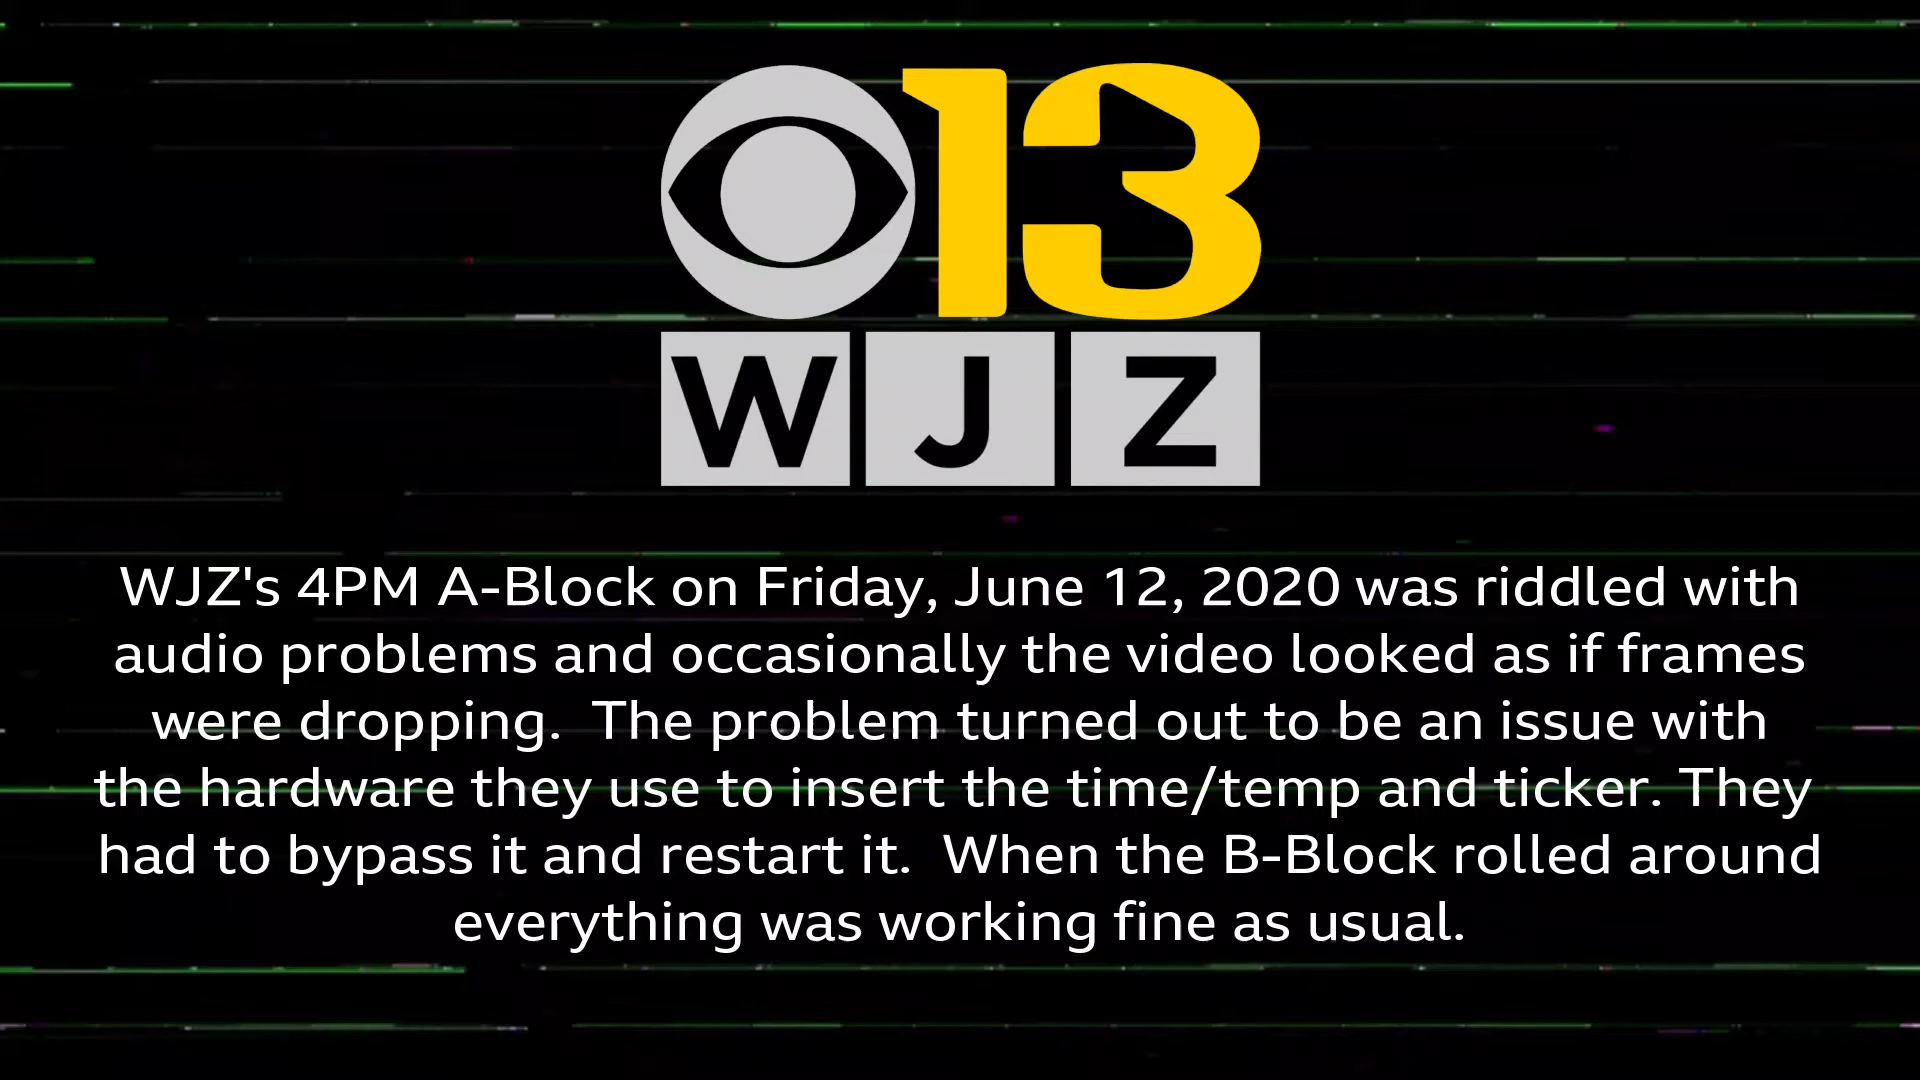 13
WJZ
WJZ's 4PM A-Block on Friday, June 12, 2020 was riddled with
audio problems and occasionally the video looked as if frames
were dropping.  The problem turned out to be an issue with
the hardware they use to insert the time/temp and ticker. They
had to bypass it and restart it.  When the B-Block rolled around
everything was working fine as usual.